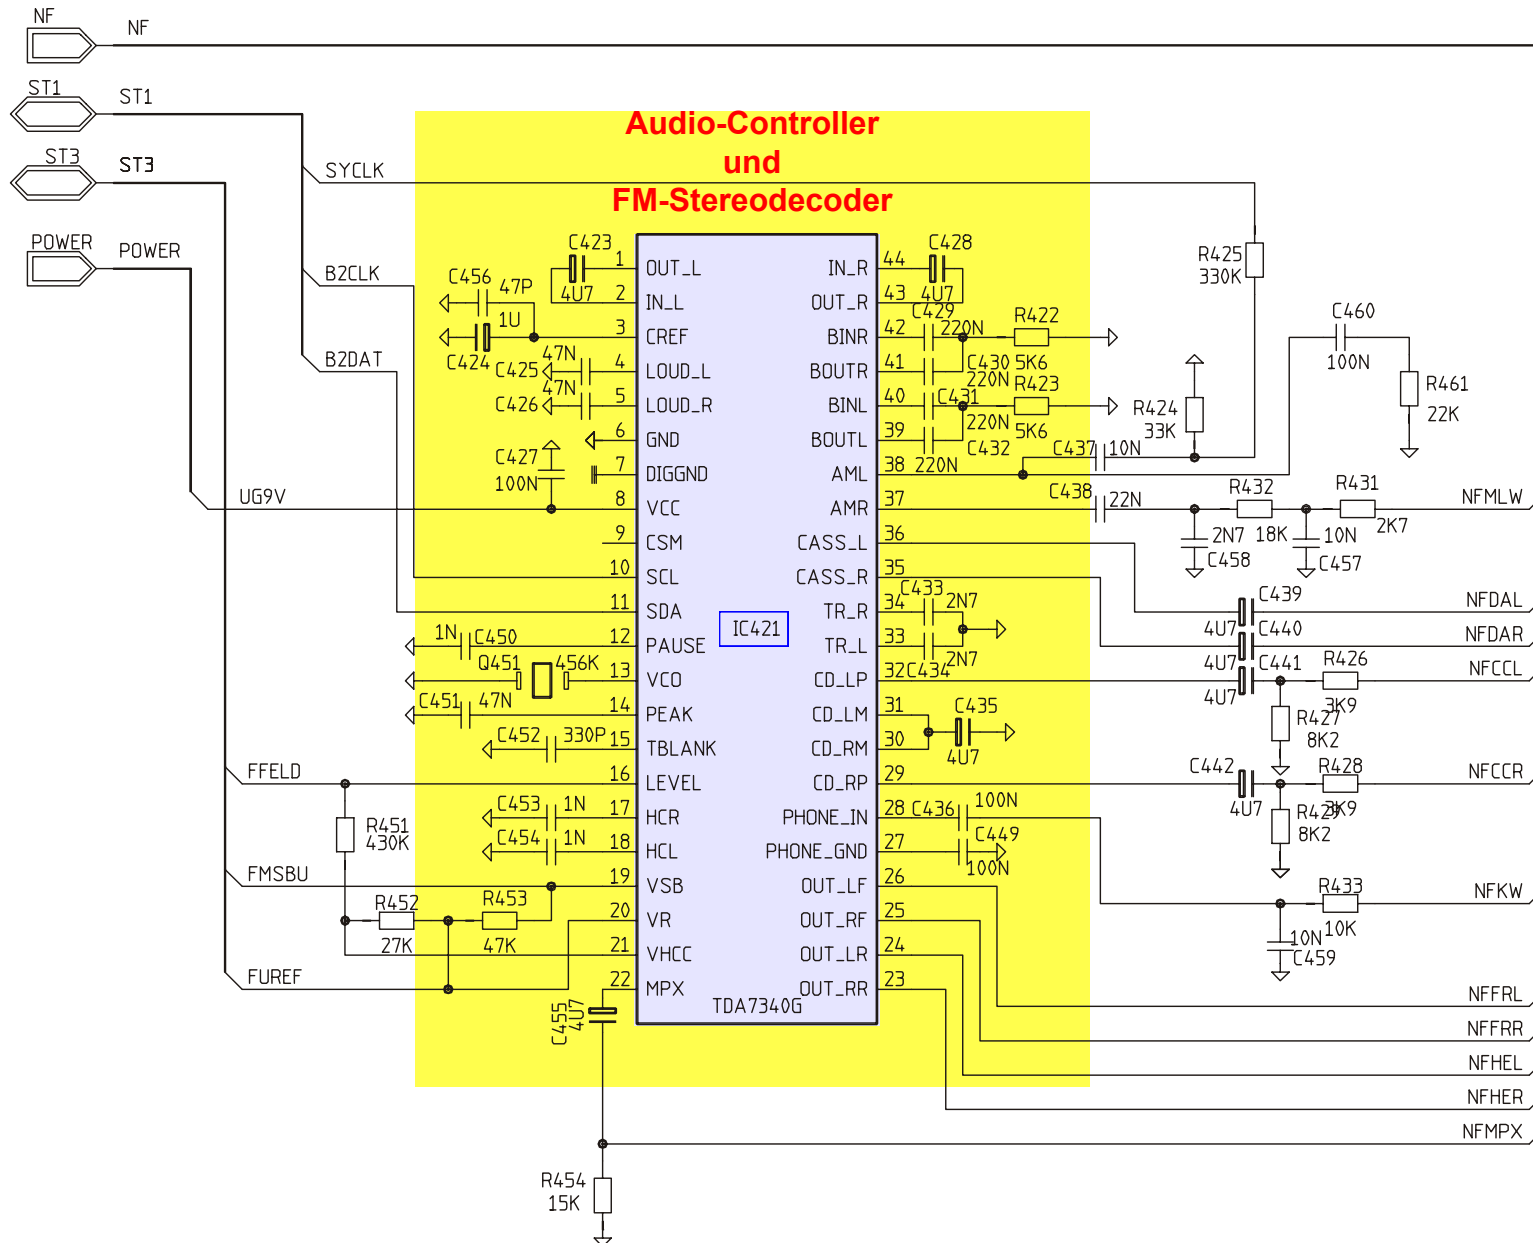 NF
NF
ST1
ST1
ST3
ST3
POWER
POWER
Audio-Controller
und
FM-Stereodecoder
SYCLK
B2CLK
B2DAT
UG9V
FFELD
FMSBU
FUREF
C456
47P
1U
C424
47N
C425
47N
C426
C427
100N
C423
4U7
1N
C450
Q451
456K
C451
47N
C452
330P
C453
1N
C454
1N
R451
430K
R452
27K
R453
47K
C455
4U7
R454
15K
1 OUT_L
2 IN_L
3 CREF
4 LOUD_L
5 LOUD_R
6 GND
7 DIGGND
8 VCC
9 CSM
10 SCL
11 SDA
12 PAUSE
13 VCO
14 PEAK
15 TBLANK
16 LEVEL
17 HCR
18 HCL
19 VSB
20 VR
21 VHCC
22 MPX
IC421
TDA7340G
IN_R 44
OUT_R 43
BINR 42
BOUTR 41
BINL 40
BOUTL 39
AML 38
AMR 37
CASS_L 36
CASS_R 35
TR_R 34
TR_L 33
CD_LP 32
CD_LM 31
CD_RM 30
CD_RP 29
PHONE_IN 28
PHONE_GND 27
OUT_LF 26
OUT_RF 25
OUT_LR 24
OUT_RR 23
C428
4U7
C429
220N
R422
5K6
C430
220N
R423
5K6
C431
220N
C432
220N
C437
10N
C438
22N
R424
33K
R425
330K
C460
100N
R461
22K
R432
18K
R431
2K7
2N7
C458
10N
C457
C433
2N7
C434
2N7
C435
4U7
C439
4U7
C440
4U7
C441
4U7
R426
3K9
R427
8K2
C442
4U7
R428
3K9
R429
8K2
C436
100N
C449
100N
R433
10K
10N
C459
NFMLW
NFDAL
NFDAR
NFCCL
NFCCR
NFKW
NFFRL
NFFRR
NFHEL
NFHER
NFMPX